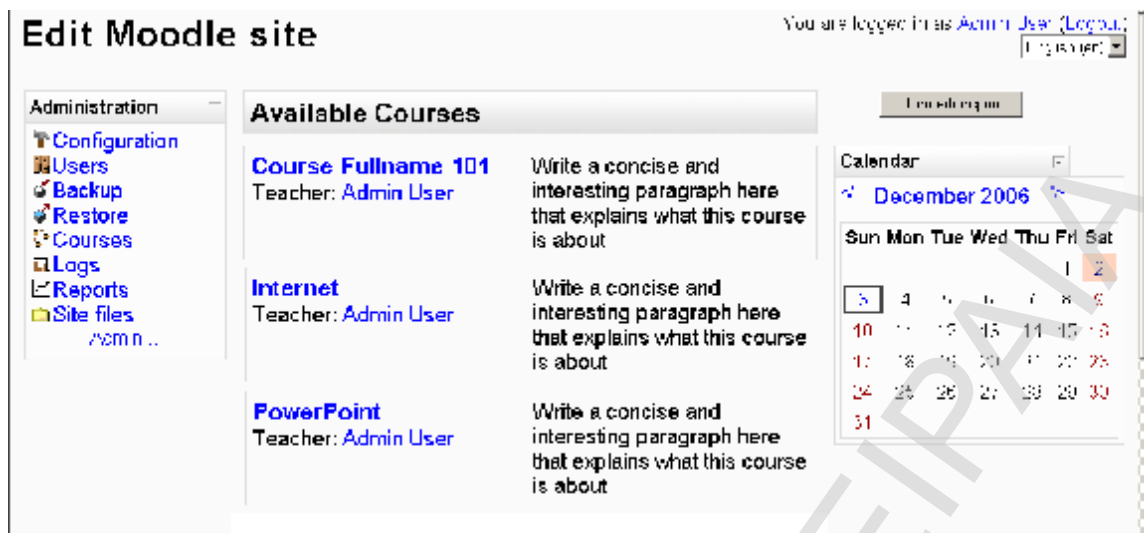 Edit Moodle site
You are logged in as Admin User (Logout)
English (en)
Administration
Configuration
Users
Backup
Restore
Courses
Logs
Reports
Site files
Admin...
Available Courses
Course Fullname 101
Teacher: Admin User
Write a concise and
interesting paragraph here
that explains what this course
is about
Internet
Teacher: Admin User
Write a concise and
interesting paragraph here
that explains what this course
is about
PowerPoint
Teacher: Admin User
Write a concise and
interesting paragraph here
that explains what this course
is about
Calendar
December 2006
Sun Mon Tue Wed Thu Fri Sat
1 2
3 4 8 9
10
24 25 26 29 30
31
EIPAIA